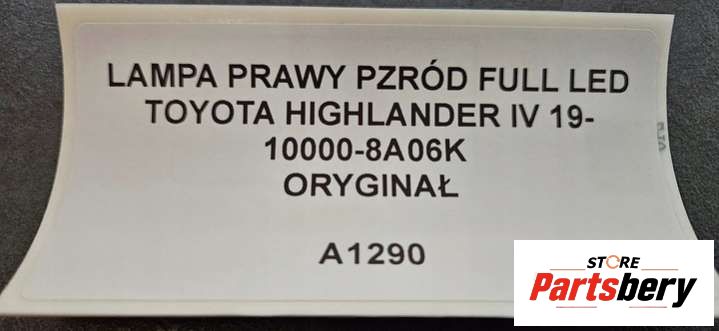 LAMPA PRAWY PZRÓD FULL LED
TOYOTA HIGHLANDER IV 19-
10000-8A06K
ORYGINAŁ
A1290
STORE
Partsbery